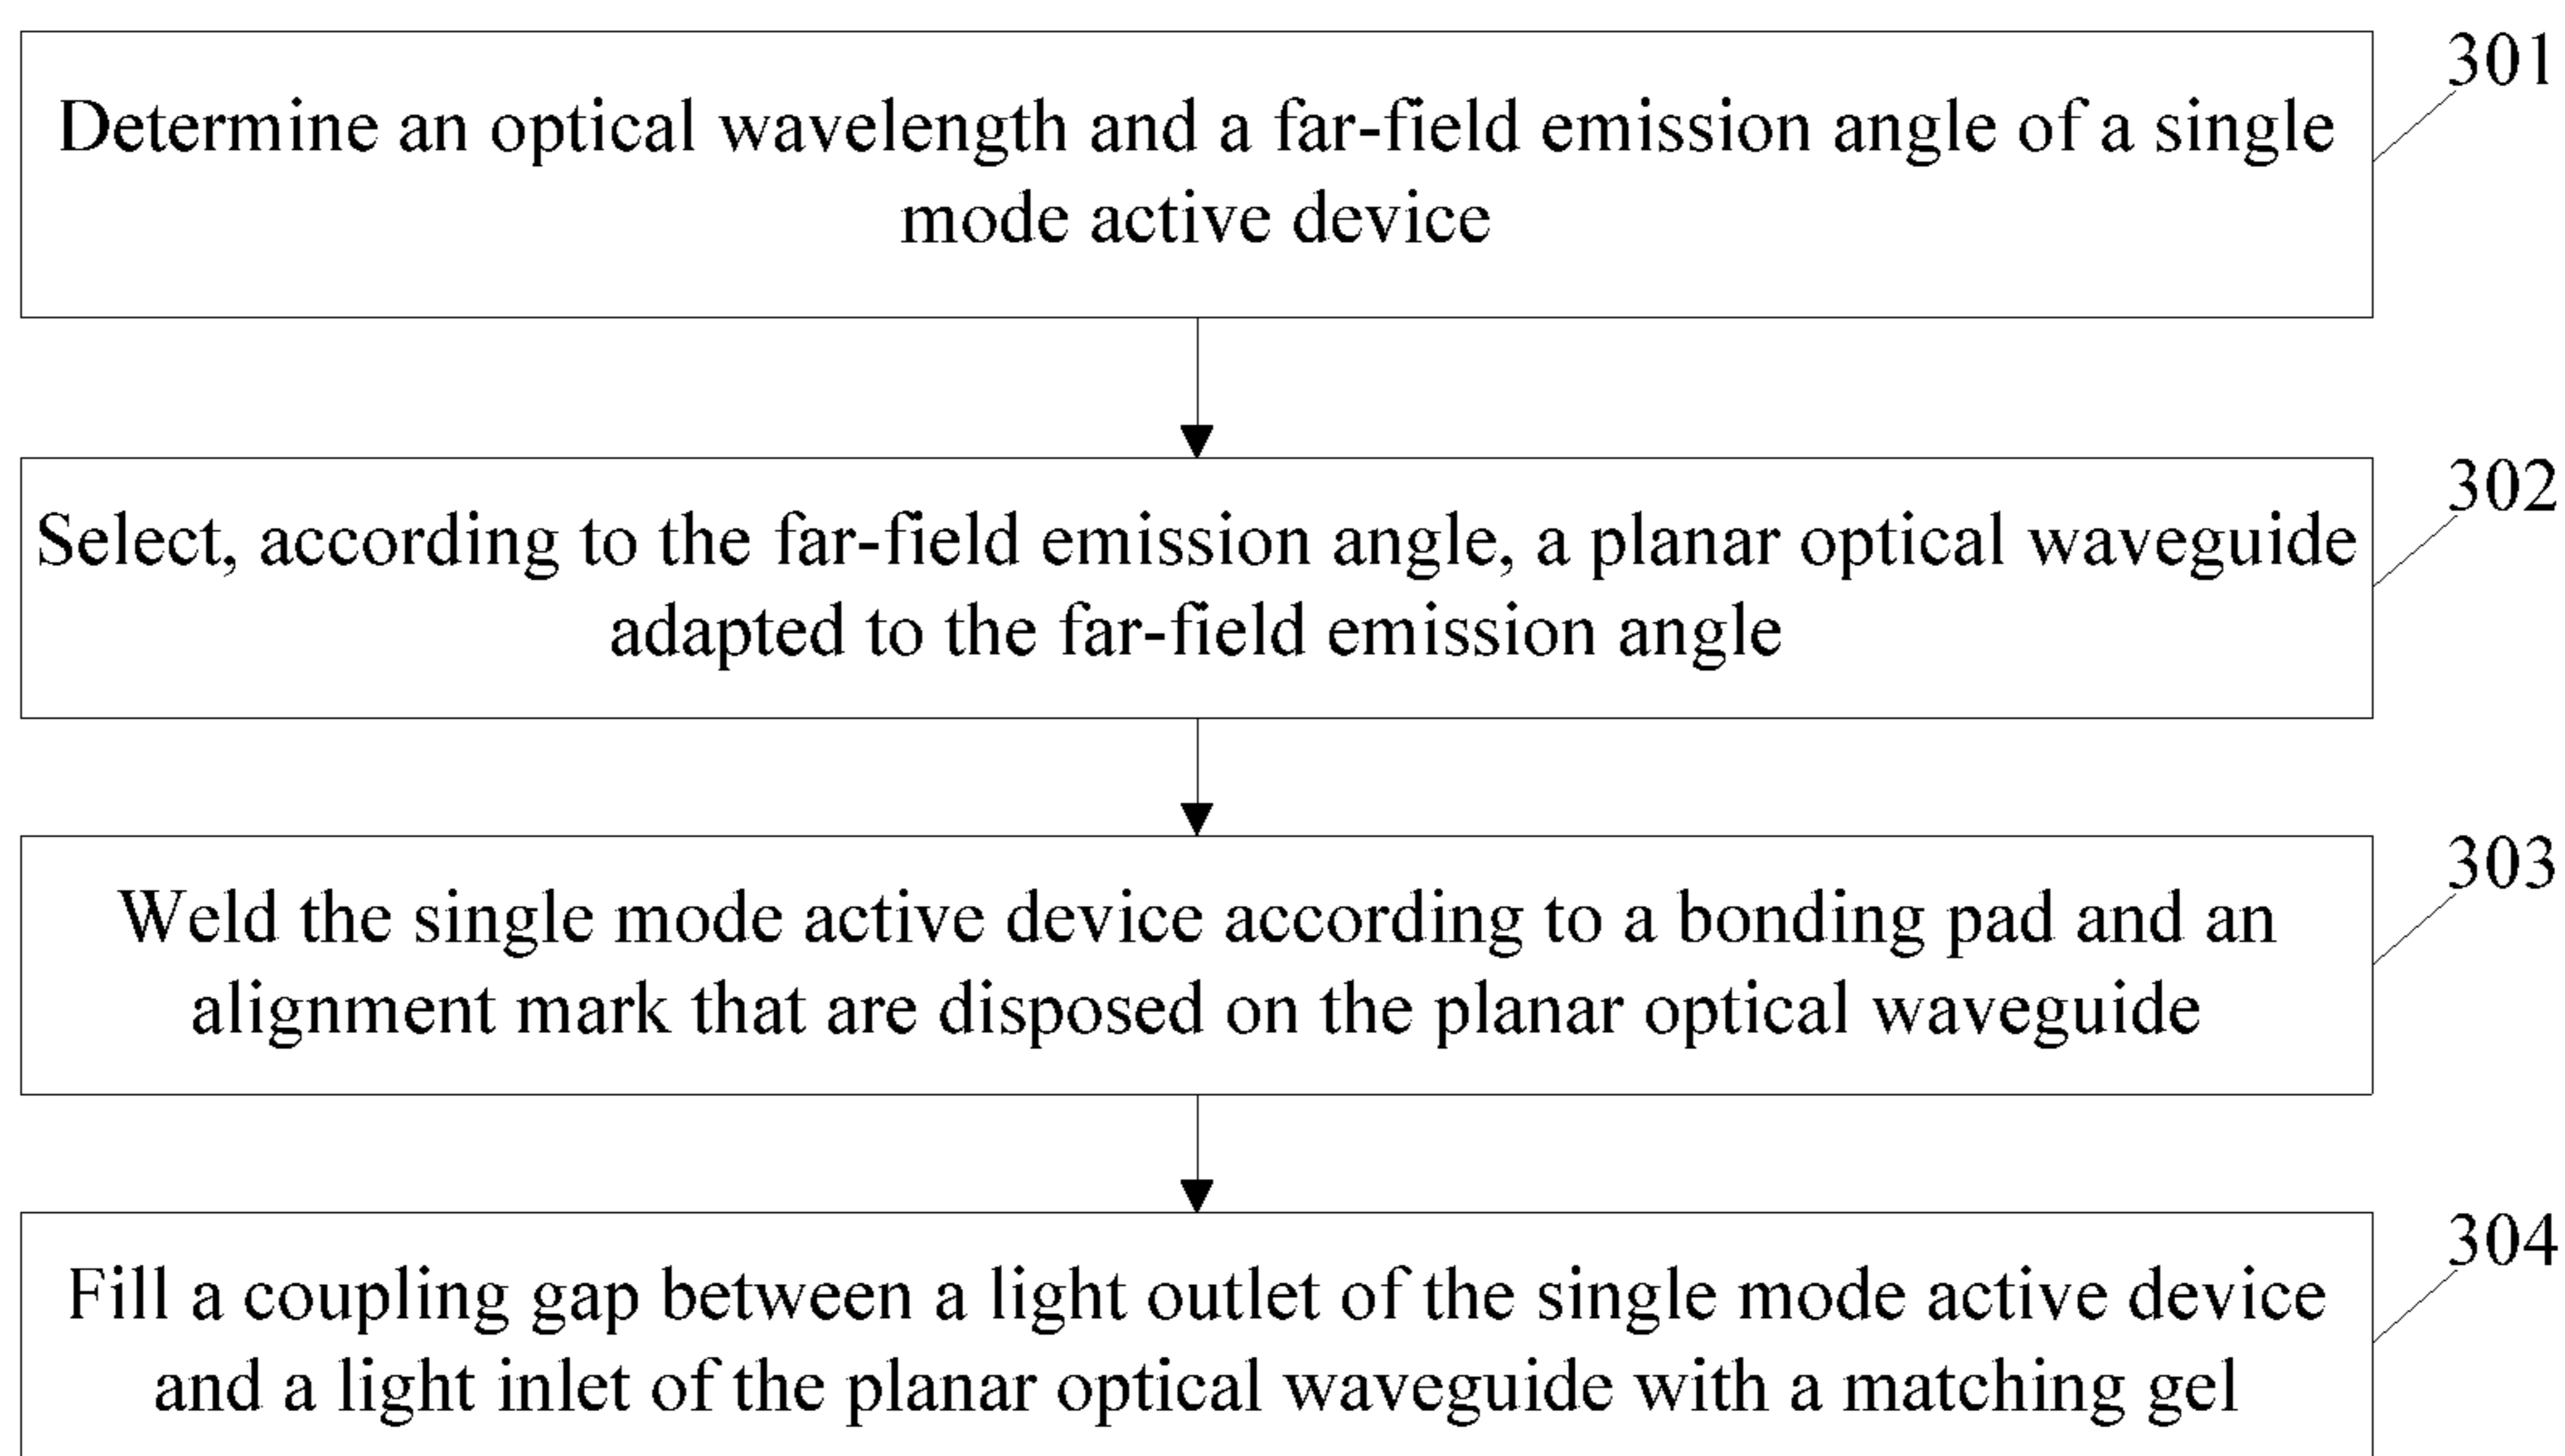 301
Determine an optical wavelength and a far-field emission angle of a single
mode active device
302
Select, according to the far-field emission angle, a planar optical waveguide
adapted to the far-field emission angle
303
Weld the single mode active device according to a bonding pad and an
alignment mark that are disposed on the planar optical waveguide
304
Fill a coupling gap between a light outlet of the single mode active device
and a light inlet of the planar optical waveguide with a matching gel